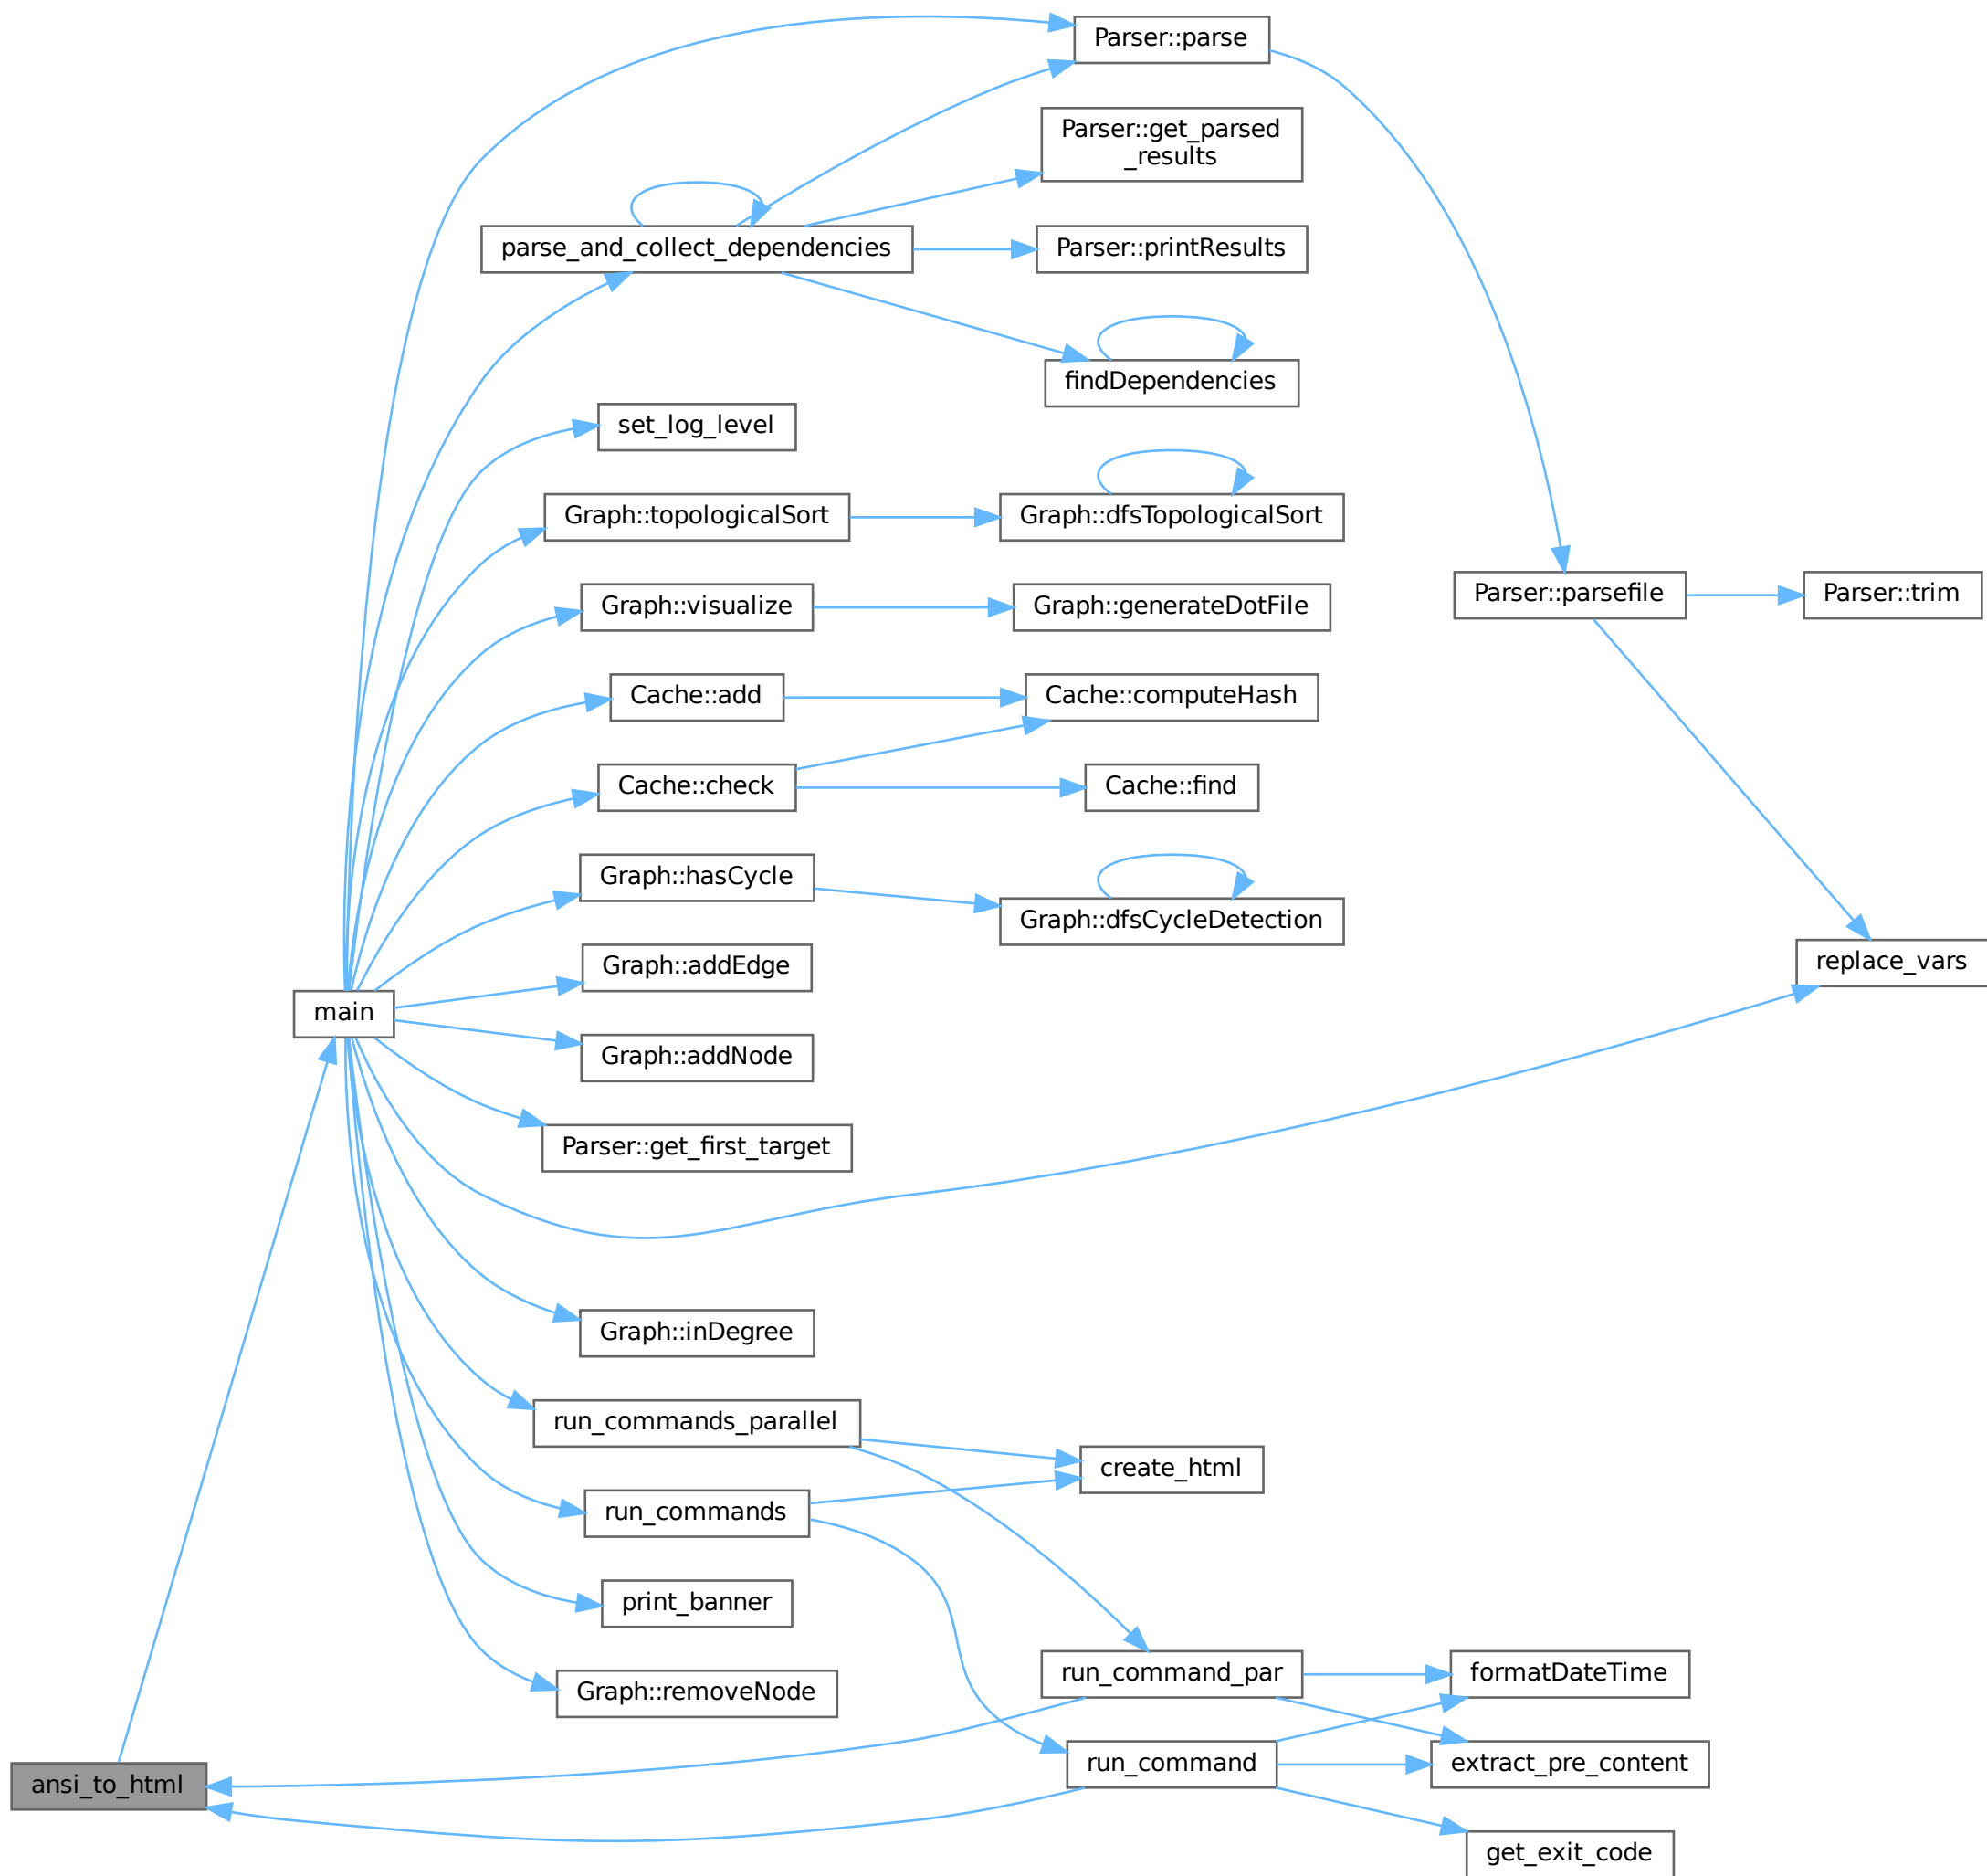 Parser::parse
Parser::get_parsed
_results
parse_and_collect_dependencies
Parser::printResults
findDependencies
set_log_level
Graph::topologicalSort
Graph::dfsTopologicalSort
Graph::visualize
Graph::generateDotFile
Parser::parsefile
Parser::trim
Cache::add
Cache::computeHash
Cache::check
Cache::find
Graph::hasCycle
Graph::dfsCycleDetection
Graph::addEdge
replace_vars
main
Graph::addNode
Parser::get_first_target
Graph::inDegree
run_commands_parallel
create_html
run_commands
print_banner
Graph::removeNode
run_command_par
formatDateTime
ansi_to_html
run_command
extract_pre_content
get_exit_code